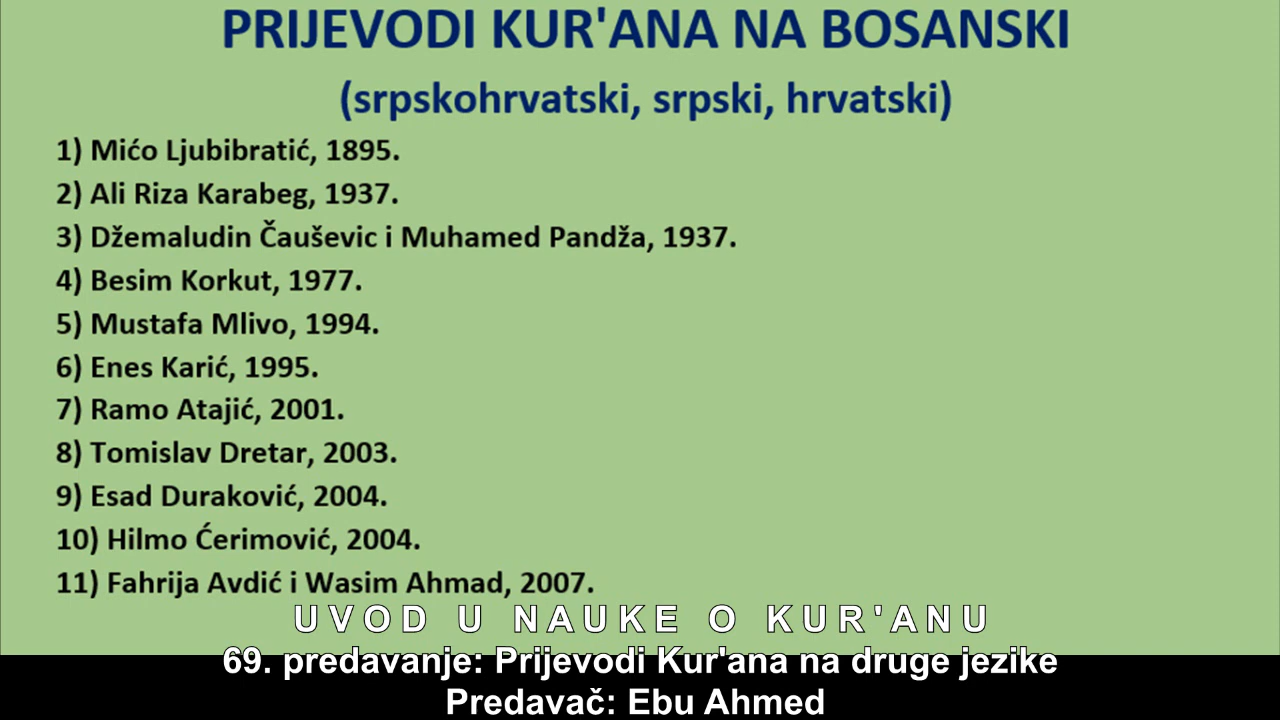 PRIJEVODI KUR'ANA NA BOSANSKI
(srpskohrvatski, srpski, hrvatski)
1) Mićo Ljubibratić, 1895.
2) Ali Riza Karabeg, 1937.
3) Džemaludin Čauševic i Muhamed Pandža, 1937.
4) Besim Korkut, 1977.
5) Mustafa Mlivo, 1994.
6) Enes Karić, 1995.
7) Ramo Atajić, 2001.
8) Tomislav Dretar, 2003.
9) Esad Duraković, 2004.
10) Hilmo Ćerimović, 2004.
11) Fahrija Avdić i Wasim Ahmad, 2007.
UVOD U NAUKE O KUR'ANU
69. predavanje: Prijevodi Kur'ana na druge jezike
Predavač: Ebu Ahmed